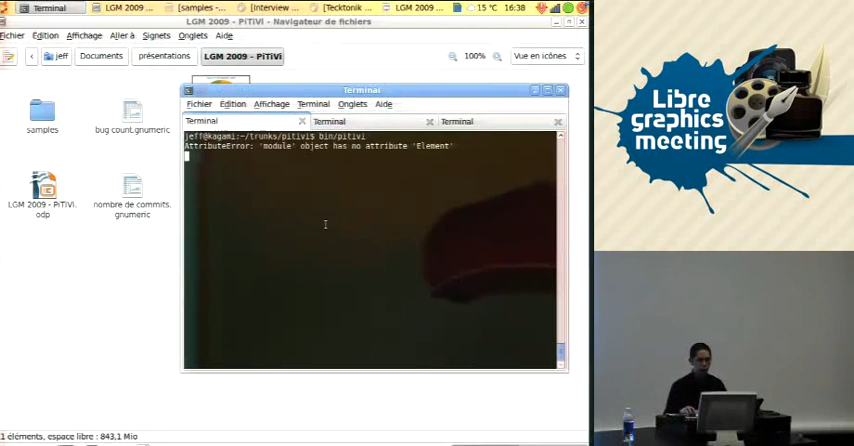 Terminal
LGM 2009 ...
[samples -...
[Interview ...
[Tecktonik ...
LGM 2009 ...
15 °C
16:38
LGM 2009 - PiTiVi - Navigateur de fichiers
Fichier Édition Affichage Aller à Signets Onglets Aide
jeff Documents présentations LGM 2009 - PiTiVi
100% Vue en icônes
samples
bug count.gnumeric
LGM 2009 - PiTiVi.
odp
nombre de commits.
gnumeric
Terminal
Fichier Édition Affichage Terminal Onglets Aide
Terminal Terminal Terminal
jeff@kagami:~/trunks/pitivi$ bin/pitivi
AttributeError: 'module' object has no attribute 'Element'
1 éléments, espace libre : 843,1 Mio
Libre
graphics
meeting